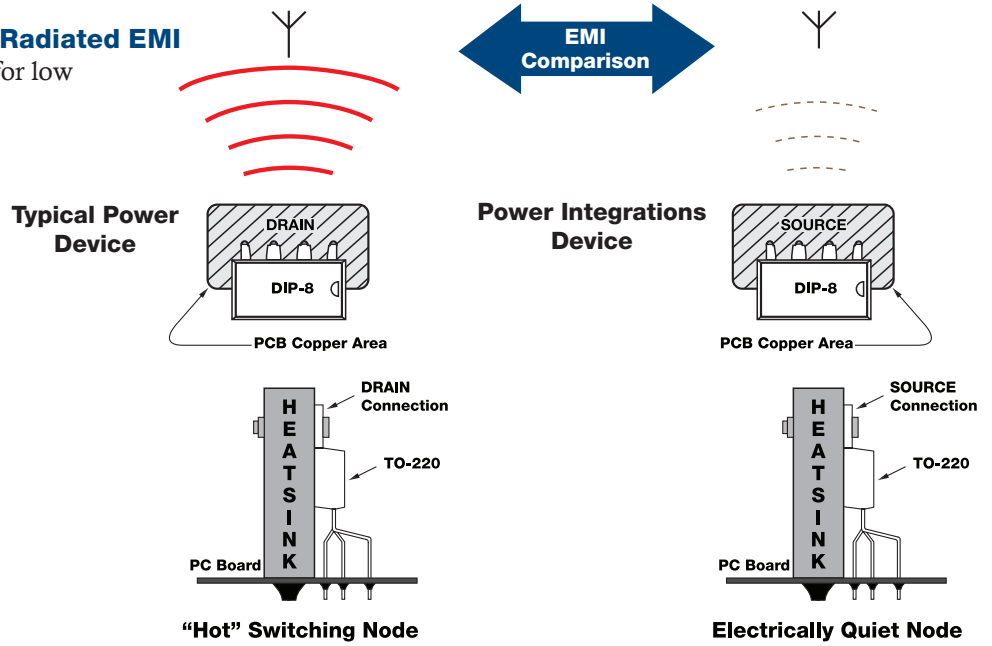 Radiated EMI
for low
EMI
Comparison
Typical Power
Device
DRAIN
DIP-8
PCB Copper Area
Power Integrations
Device
SOURCE
DIP-8
PCB Copper Area
HEATSINK
DRAIN
Connection
TO-220
PC Board
"Hot" Switching Node
HEATSINK
SOURCE
Connection
TO-220
PC Board
Electrically Quiet Node